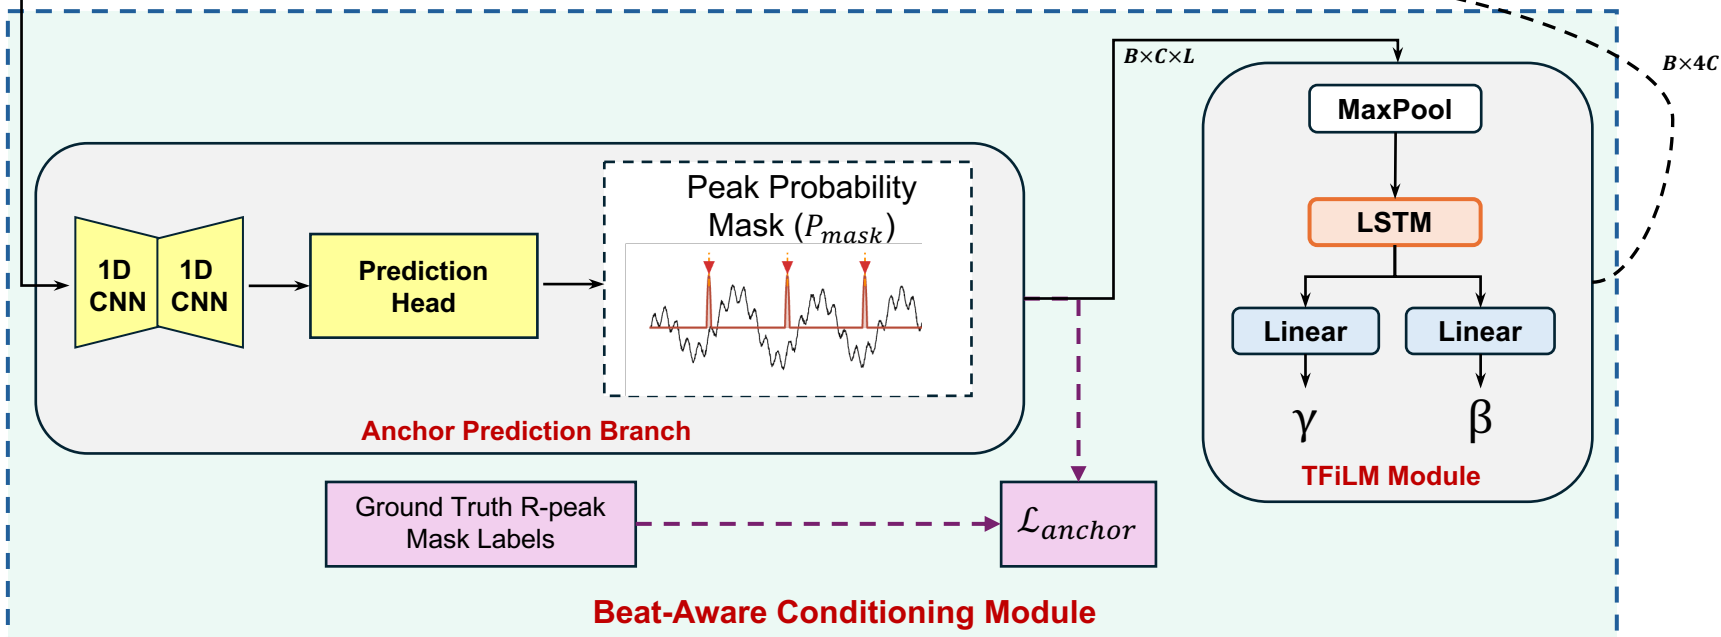 B×C×L
B×4C
MaxPool
LSTM
Linear
Linear
γ
β
TFiLM Module
1D
CNN
1D
CNN
Prediction
Head
Peak Probability
Mask (P_mask)
Anchor Prediction Branch
Ground Truth R-peak
Mask Labels
ℒ_anchor
Beat-Aware Conditioning Module